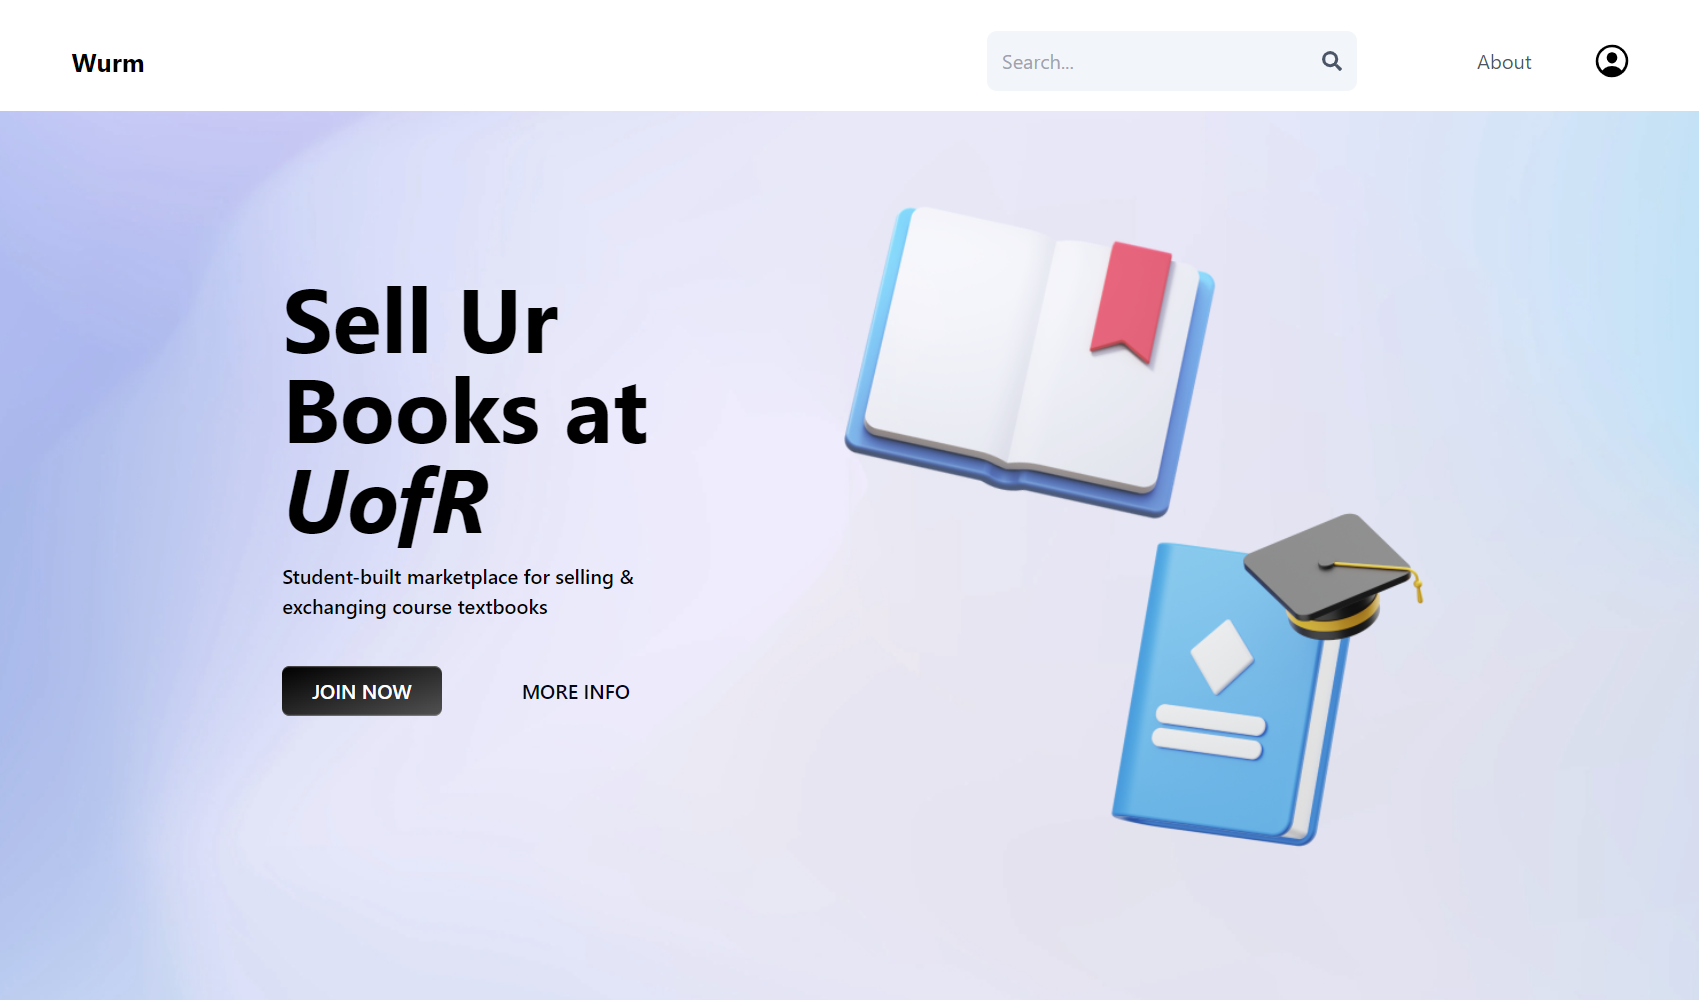 Wurm
Search...
About
Sell Ur
Books at
UofR
Student-built marketplace for selling &
exchanging course textbooks
JOIN NOW
MORE INFO